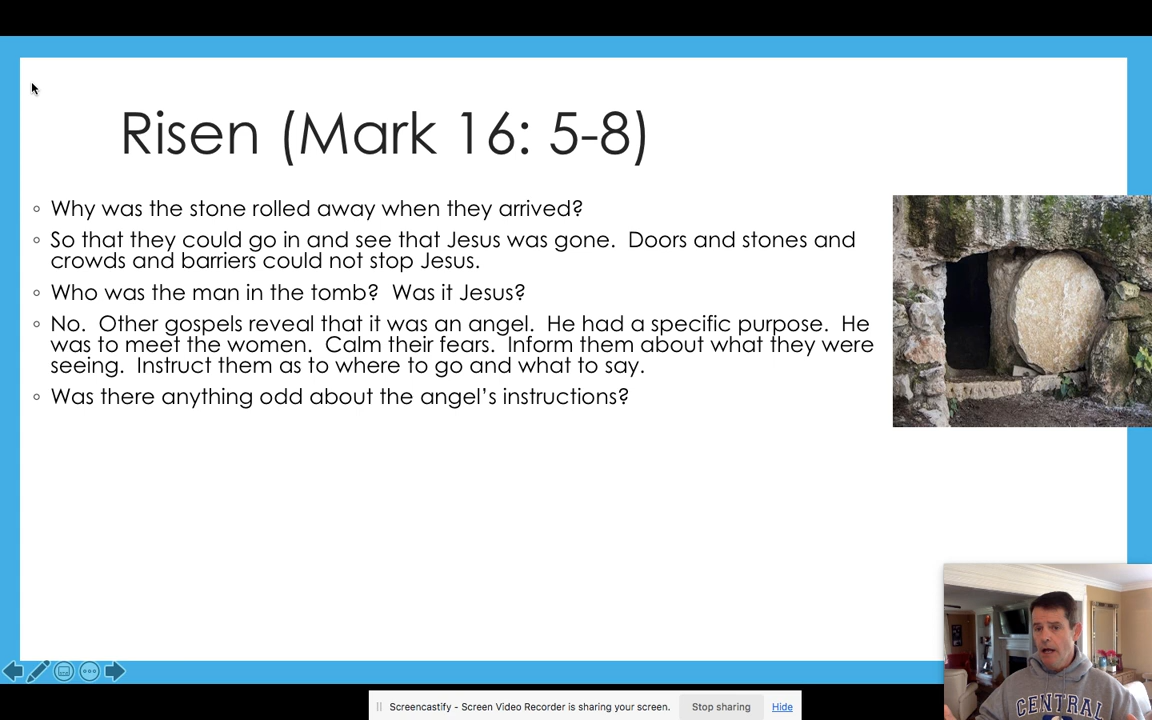 Risen (Mark 16: 5-8)
Why was the stone rolled away when they arrived?
So that they could go in and see that Jesus was gone.  Doors and stones and
crowds and barriers could not stop Jesus.
Who was the man in the tomb?  Was it Jesus?
No.  Other gospels reveal that it was an angel.  He had a specific purpose.  He
was to meet the women.  Calm their fears.  Inform them about what they were
seeing.  Instruct them as to where to go and what to say.
Was there anything odd about the angel’s instructions?
CENTRAL
Screencastify - Screen Video Recorder is sharing your screen.
Stop sharing
Hide